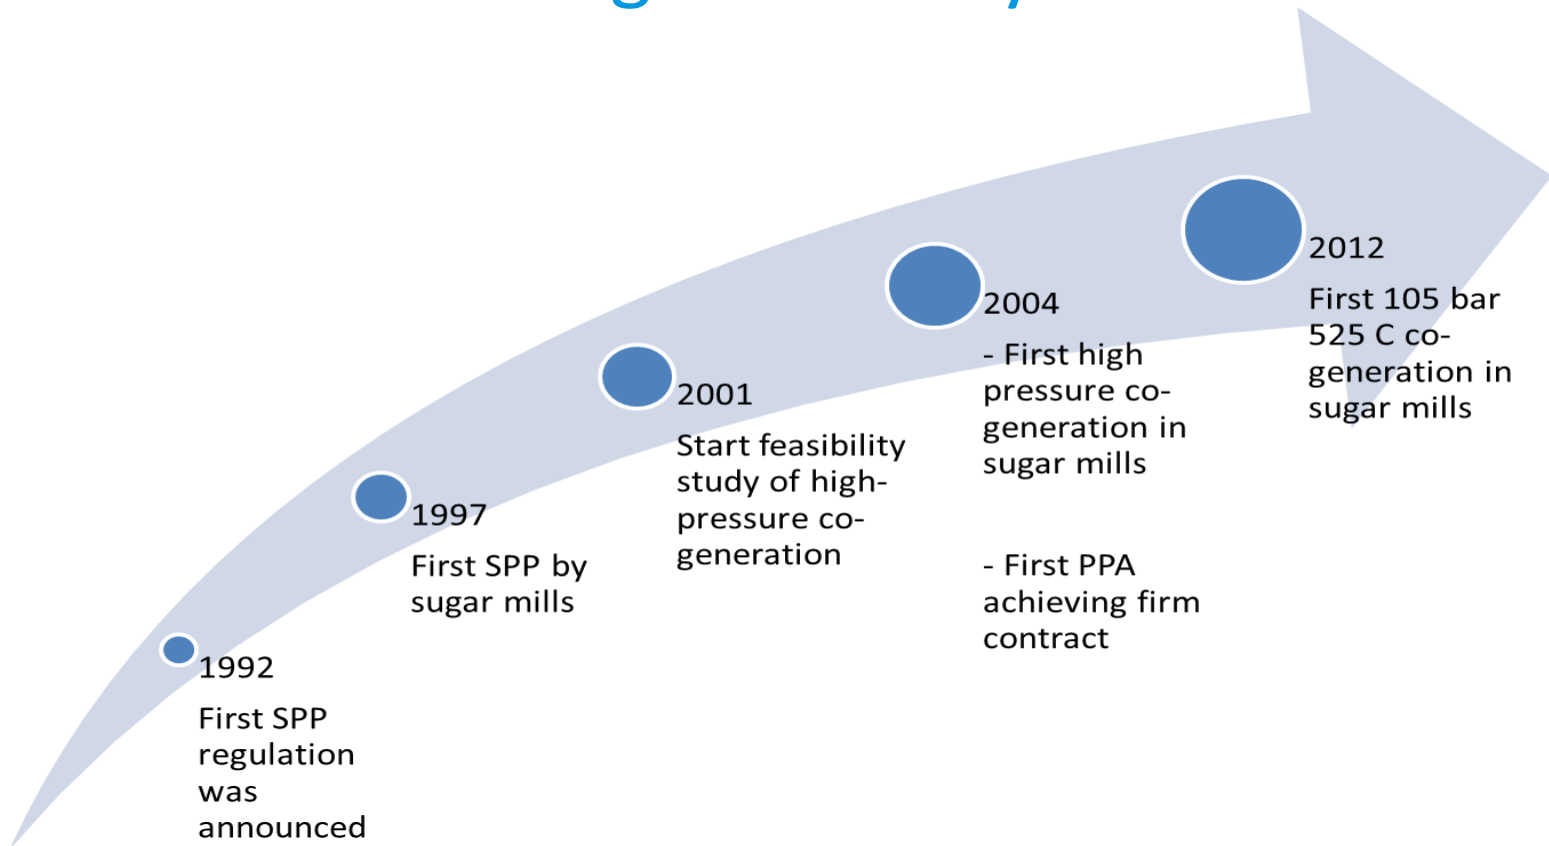 1992
First SPP
regulation
was
announced
1997
First SPP by
sugar mills
2001
Start feasibility
study of high-
pressure co-
generation
2004
- First high
pressure co-
generation in
sugar mills
- First PPA
achieving firm
contract
2012
First 105 bar
525 C co-
generation in
sugar mills